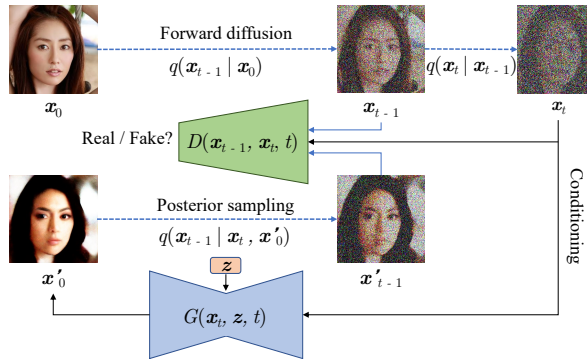 Forward diffusion
q(x_{t-1} | x_0)
q(x_t | x_{t-1})
x_0
x_{t-1}
x_t
Real / Fake?
D(x_{t-1}, x_t, t)
Conditioning
Posterior sampling
q(x_{t-1} | x_t, x'_0)
x'_0
z
x'_{t-1}
G(x_t, z, t)